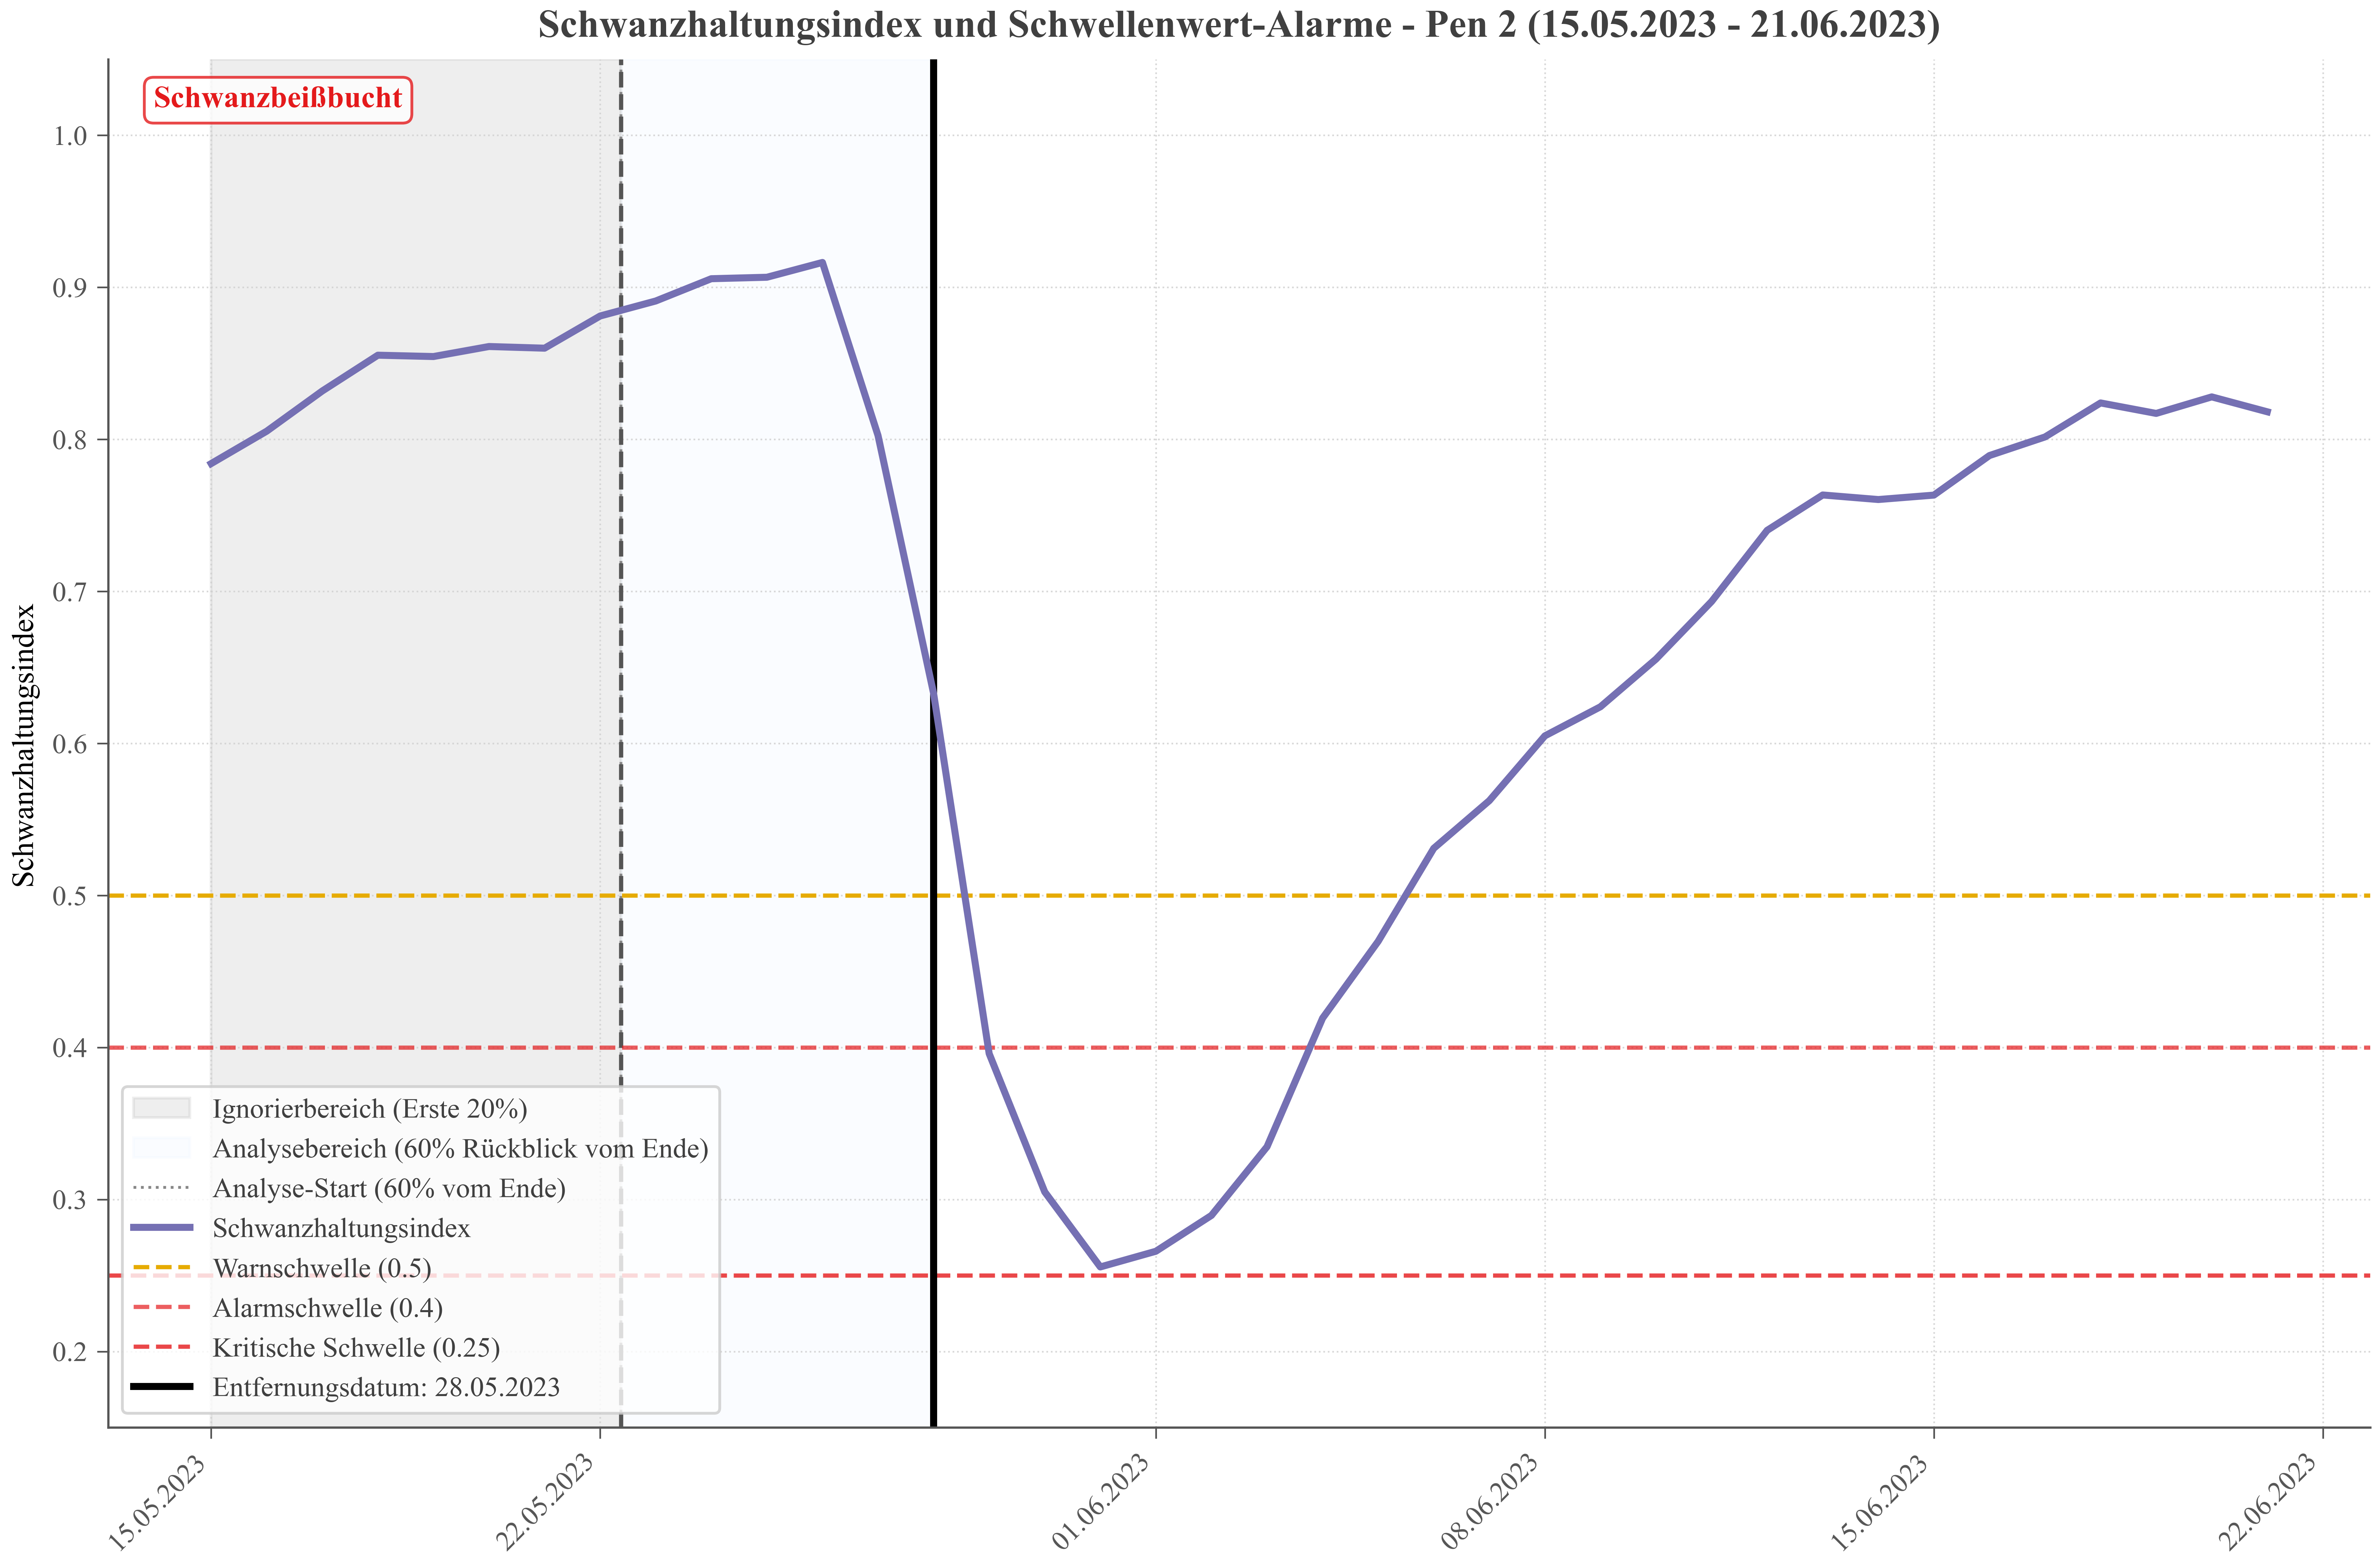 Schwanzhaltungsindex und Schwellenwert-Alarme - Pen 2 (15.05.2023 - 21.06.2023)
Schwanzbeißbucht
1.0
0.9
0.8
0.7
0.6
0.5
0.4
0.3
0.2
Schwanzhaltungsindex
Ignorierbereich (Erste 20%)
Analysebereich (60% Rückblick vom Ende)
Analyse-Start (60% vom Ende)
Schwanzhaltungsindex
Warnschwelle (0.5)
Alarmschwelle (0.4)
Kritische Schwelle (0.25)
Entfernungsdatum: 28.05.2023
15.05.2023
22.05.2023
01.06.2023
08.06.2023
15.06.2023
22.06.2023